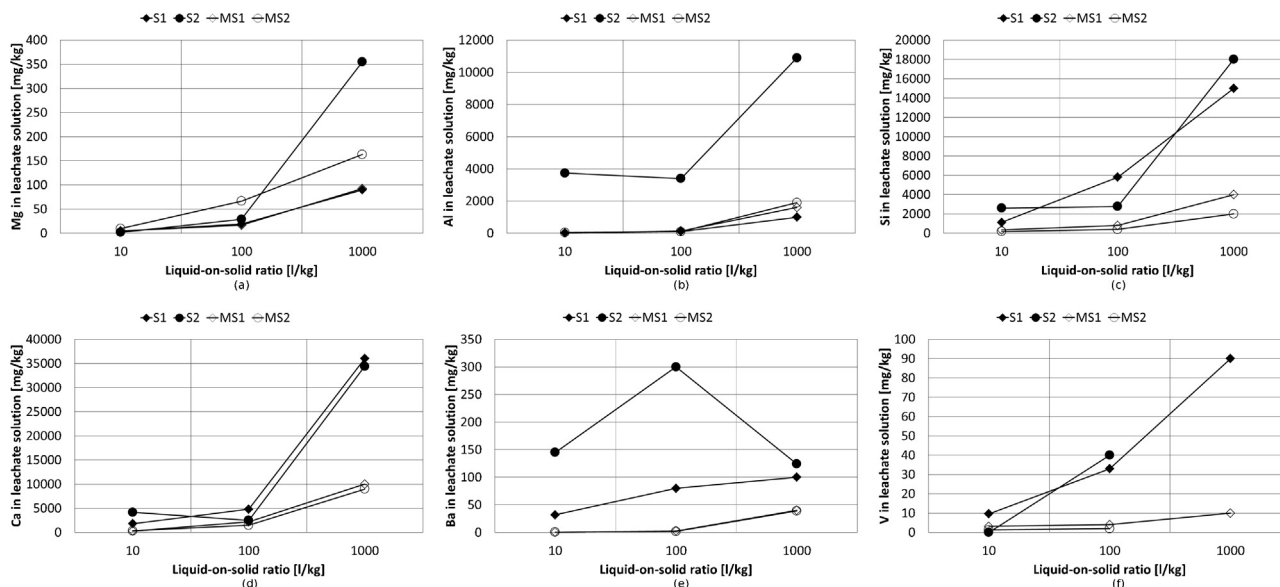 S1 S2 MS1 MS2
Mg in leachate solution [mg/kg]
400
350
300
250
200
150
100
50
0
10 100 1000
Liquid-on-solid ratio [l/kg]
(a)
S1 S2 MS1 MS2
Al in leachate solution [mg/kg]
12000
10000
8000
6000
4000
2000
0
10 100 1000
Liquid-on-solid ratio [l/kg]
(b)
S1 S2 MS1 MS2
Si in leachate solution [mg/kg]
20000
18000
16000
14000
12000
10000
8000
6000
4000
2000
0
10 100 1000
Liquid-on-solid ratio [l/kg]
(c)
S1 S2 MS1 MS2
Ca in leachate solution [mg/kg]
40000
35000
30000
25000
20000
15000
10000
5000
0
10 100 1000
Liquid-on-solid ratio [l/kg]
(d)
S1 S2 MS1 MS2
Ba in leachate solution [mg/kg]
350
300
250
200
150
100
50
0
10 100 1000
Liquid-on-solid ratio [l/kg]
(e)
S1 S2 MS1 MS2
V in leachate solution [mg/kg]
100
90
80
70
60
50
40
30
20
10
0
10 100 1000
Liquid-on-solid ratio [l/kg]
(f)